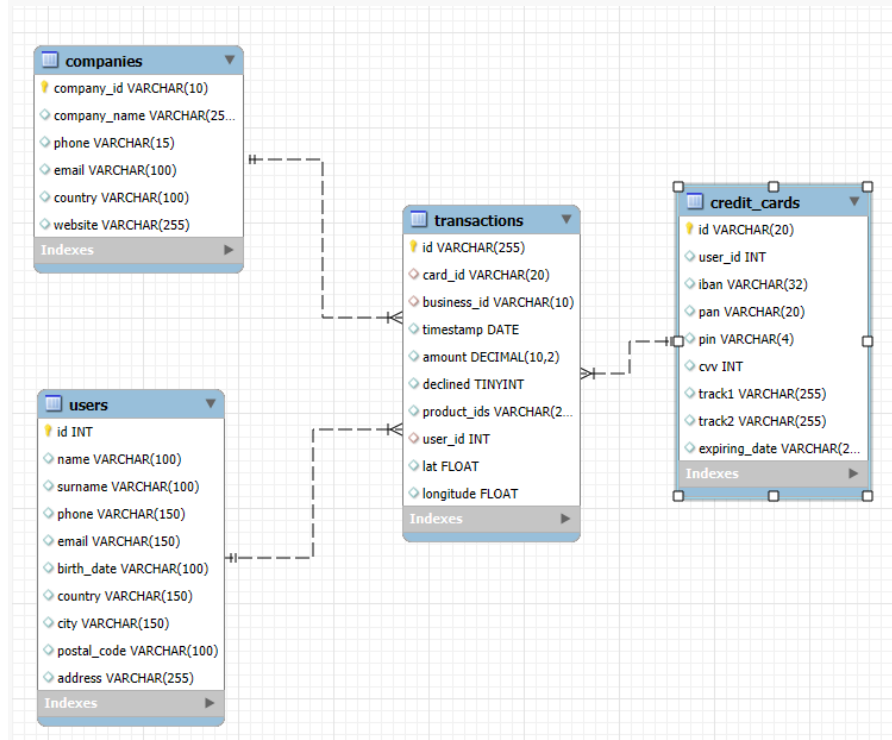 companies
company_id VARCHAR(10)
company_name VARCHAR(25...
phone VARCHAR(15)
email VARCHAR(100)
country VARCHAR(100)
website VARCHAR(255)
Indexes
users
id INT
name VARCHAR(100)
surname VARCHAR(100)
phone VARCHAR(150)
email VARCHAR(150)
birth_date VARCHAR(100)
country VARCHAR(150)
city VARCHAR(150)
postal_code VARCHAR(100)
address VARCHAR(255)
Indexes
transactions
id VARCHAR(255)
card_id VARCHAR(20)
business_id VARCHAR(10)
timestamp DATE
amount DECIMAL(10,2)
declined TINYINT
product_ids VARCHAR(2...
user_id INT
lat FLOAT
longitude FLOAT
Indexes
credit_cards
id VARCHAR(20)
user_id INT
iban VARCHAR(32)
pan VARCHAR(20)
pin VARCHAR(4)
cvv INT
track1 VARCHAR(255)
track2 VARCHAR(255)
expiring_date VARCHAR(2...
Indexes